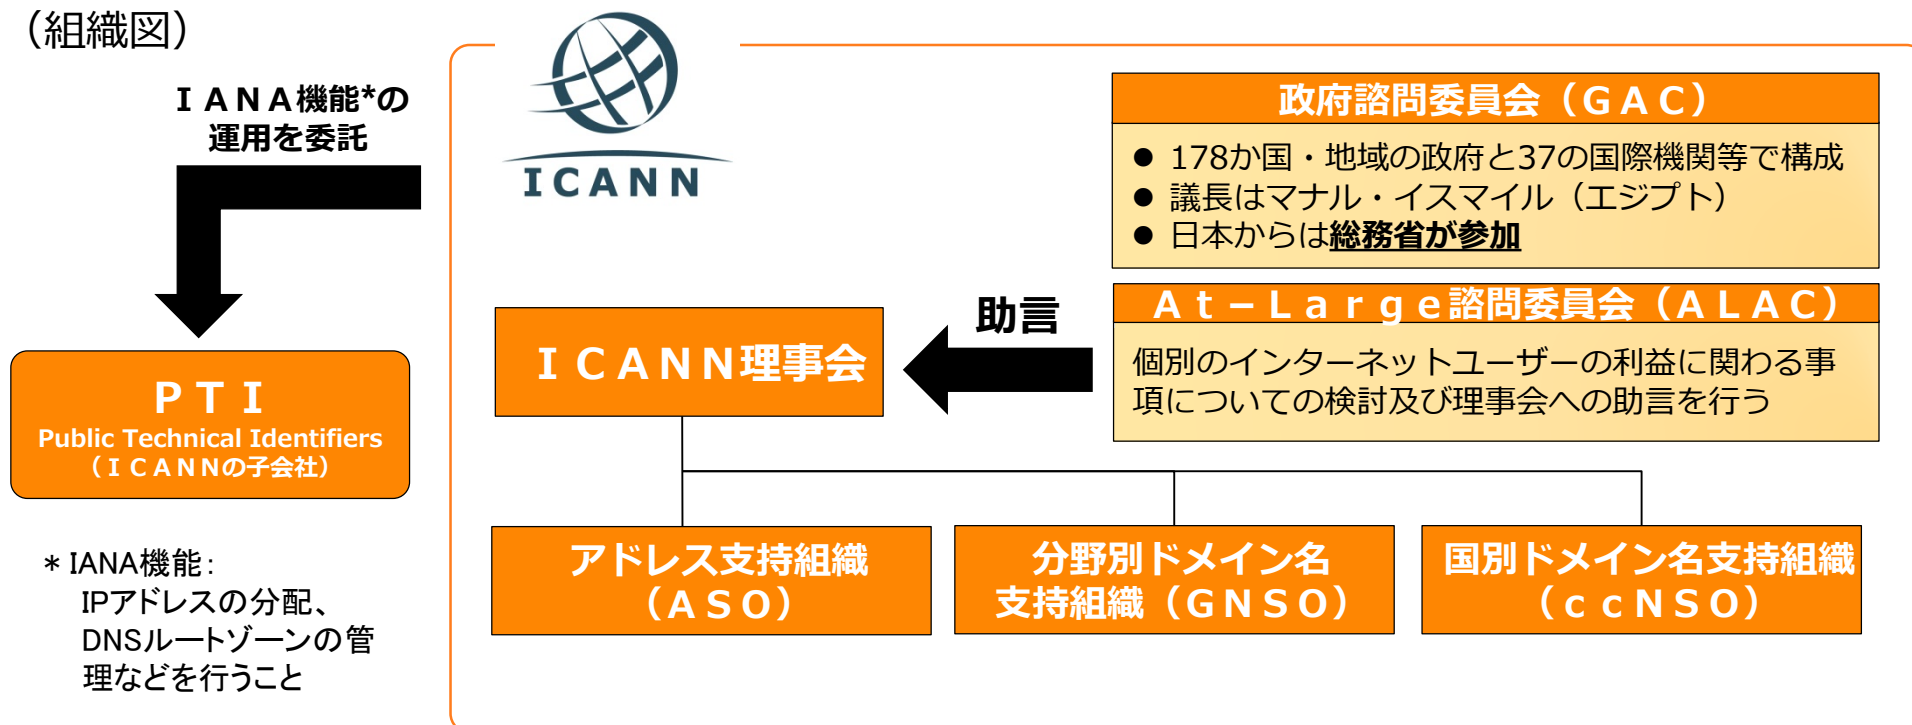 (組織図)
ＩＡＮＡ機能*の
運用を委託
ICANN
政府諮問委員会（ＧＡＣ）
● 178か国・地域の政府と37の国際機関等で構成
● 議長はマナル・イスマイル（エジプト）
● 日本からは総務省が参加
Ａｔ－Ｌａｒｇｅ諮問委員会（ＡＬＡＣ）
個別のインターネットユーザーの利益に関わる事
項についての検討及び理事会への助言を行う
助言
ＩＣＡＮＮ理事会
ＰＴＩ
Public Technical Identifiers
（ＩＣＡＮＮの子会社）
アドレス支持組織
（ＡＳＯ）
分野別ドメイン名
支持組織（ＧＮＳＯ）
国別ドメイン名支持組織
（ｃｃＮＳＯ）
* IANA機能：
IPアドレスの分配、
DNSルートゾーンの管
理などを行うこと